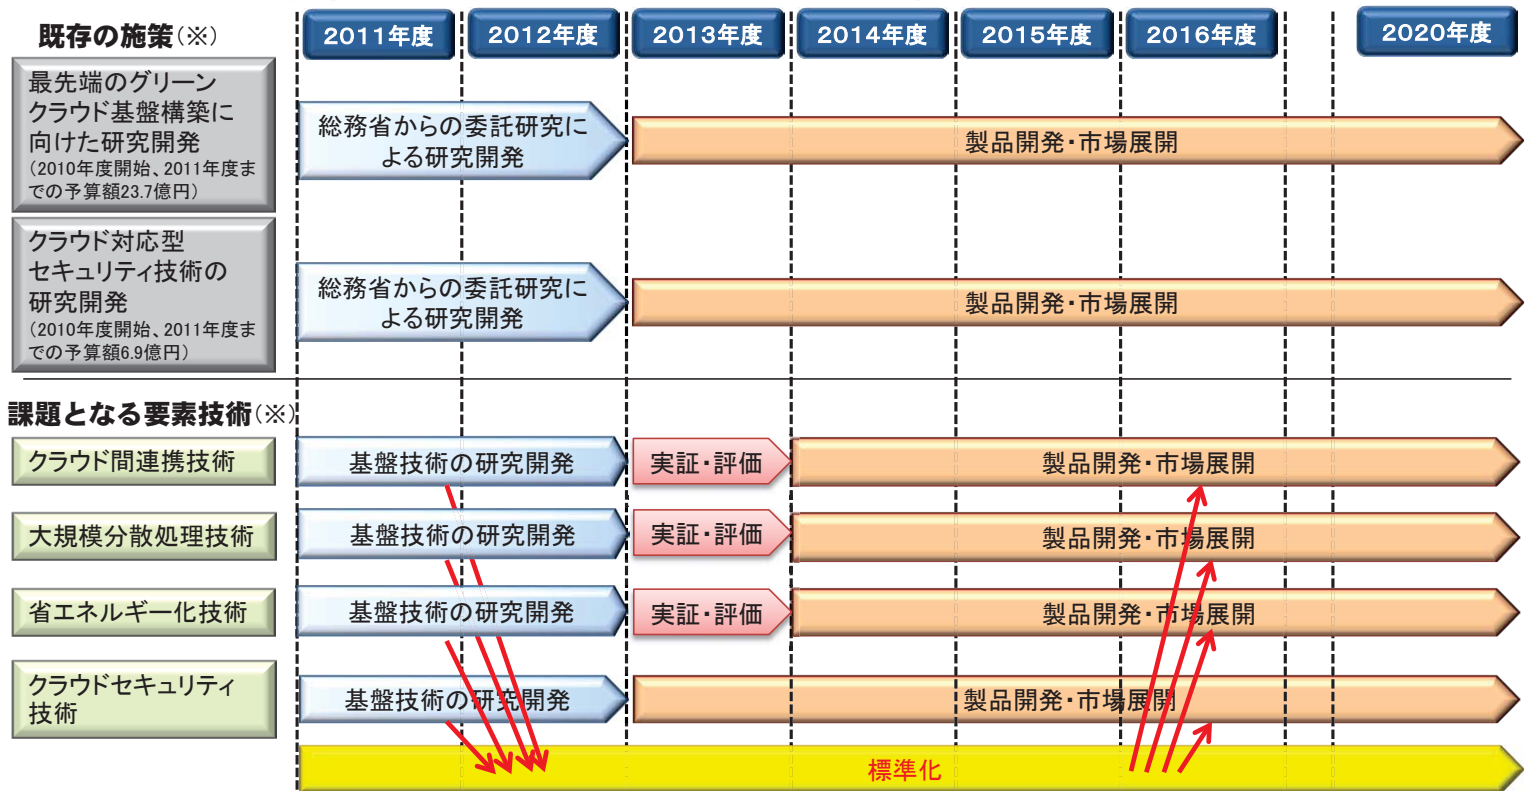 既存の施策(※)
2011年度
2012年度
2013年度
2014年度
2015年度
2016年度
2020年度
最先端のグリーン
クラウド基盤構築に
向けた研究開発
(2010年度開始、2011年度ま
での予算額23.7億円)
総務省からの委託研究に
よる研究開発
製品開発・市場展開
クラウド対応型
セキュリティ技術の
研究開発
(2010年度開始、2011年度ま
での予算額6.9億円)
総務省からの委託研究に
よる研究開発
製品開発・市場展開
課題となる要素技術(※)
クラウド間連携技術
基盤技術の研究開発
実証・評価
製品開発・市場展開
大規模分散処理技術
基盤技術の研究開発
実証・評価
製品開発・市場展開
省エネルギー化技術
基盤技術の研究開発
実証・評価
製品開発・市場展開
クラウドセキュリティ
技術
基盤技術の研究開発
製品開発・市場展開
標準化